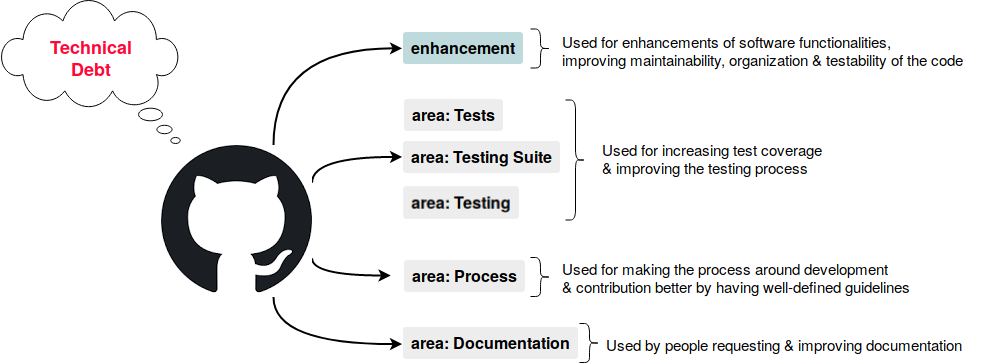 Technical
Debt
enhancement
Used for enhancements of software functionalities,
improving maintainability, organization & testability of the code
area: Tests
area: Testing Suite
area: Testing
Used for increasing test coverage
& improving the testing process
area: Process
Used for making the process around development
& contribution better by having well-defined guidelines
area: Documentation
Used by people requesting & improving documentation